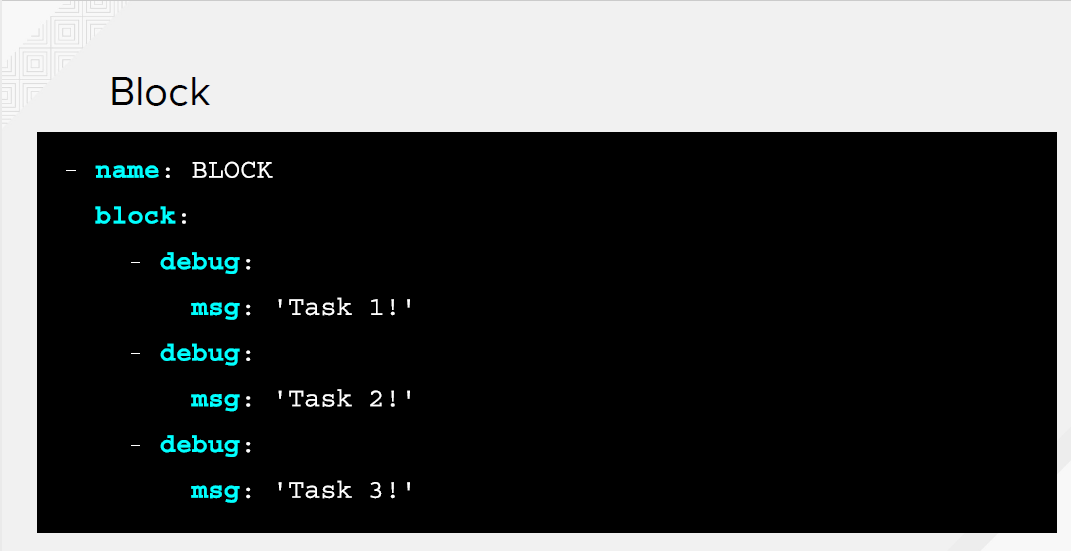 Block
- name: BLOCK
  block:
    - debug:
        msg: 'Task 1!'
    - debug:
        msg: 'Task 2!'
    - debug:
        msg: 'Task 3!'